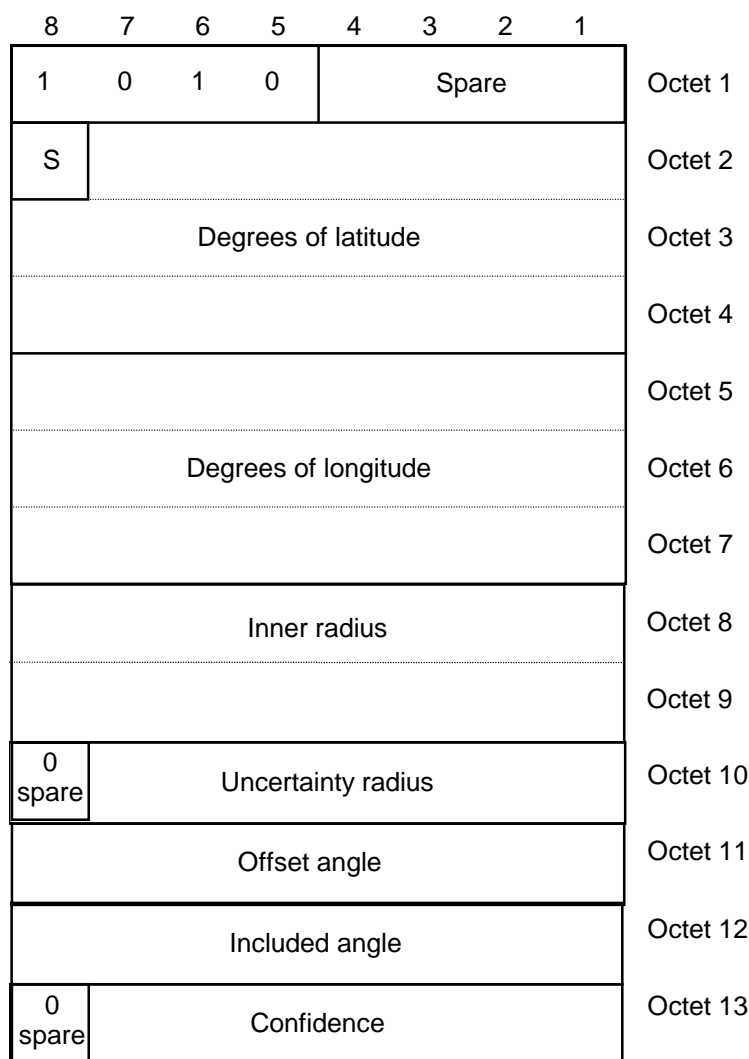 8 7 6 5 4 3 2 1
1 0 1 0 Spare Octet 1
S Octet 2
Degrees of latitude Octet 3
Octet 4
Octet 5
Degrees of longitude Octet 6
Octet 7
Inner radius Octet 8
Octet 9
0
spare Uncertainty radius Octet 10
Offset angle Octet 11
Included angle Octet 12
0
spare Confidence Octet 13